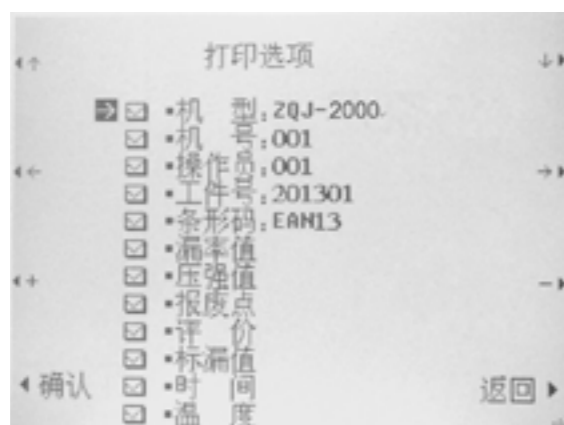 打印选项
机 型:ZQJ-2000
机 号:001
操作员:001
工件号:201301
条形码:EAN13
漏率值
压强值
报废点
评 价
标漏值
确认
时 间
返回
温 度